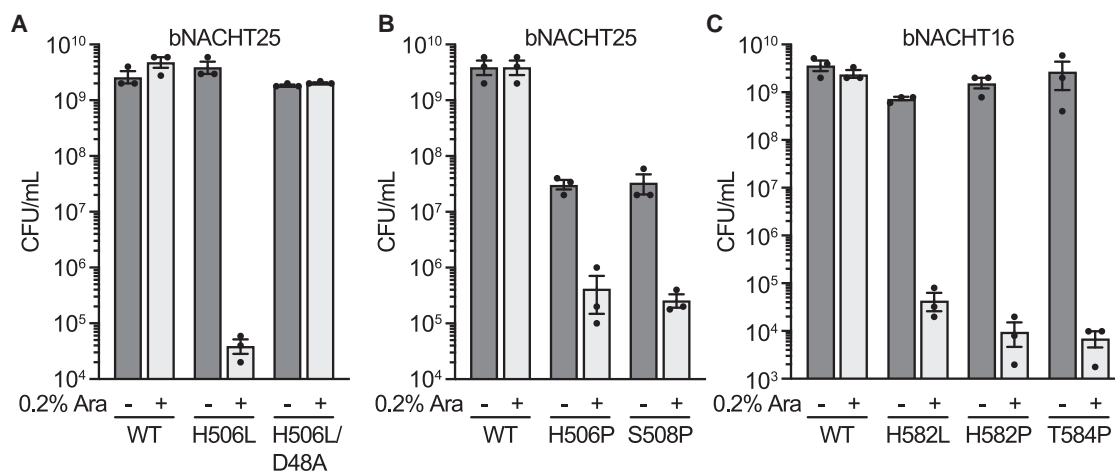 A
bNACHT25
CFU/mL
10^10
10^9
10^8
10^7
10^6
10^5
10^4
0.2% Ara - + - + - +
WT H506L H506L/
D48A
B
bNACHT25
CFU/mL
10^10
10^9
10^8
10^7
10^6
10^5
10^4
0.2% Ara - + - + - +
WT H506P S508P
C
bNACHT16
CFU/mL
10^10
10^9
10^8
10^7
10^6
10^5
10^4
10^3
0.2% Ara - + - + - + - +
WT H582L H582P T584P